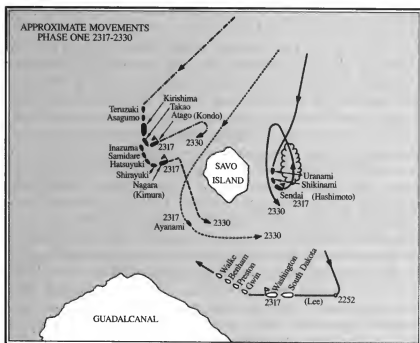 APPROXIMATE MOVEMENTS
PHASE ONE 2317-2330
Kirishima
Takao
Atago (Kondo)
Teruzuki
Asagumo
2317
2330
Inazuma
Samidare
Hatsuyuki
2317
Shirayuki
Nagara
(Kimura)
2330
SAVO
ISLAND
Uranami
Shikinami
Sendai
2317
(Hashimoto)
2330
2317
Ayanami
2330
Walke
Benham
Preston
Gwin
Washington
South Dakota
2317
(Lee)
2252
GUADALCANAL